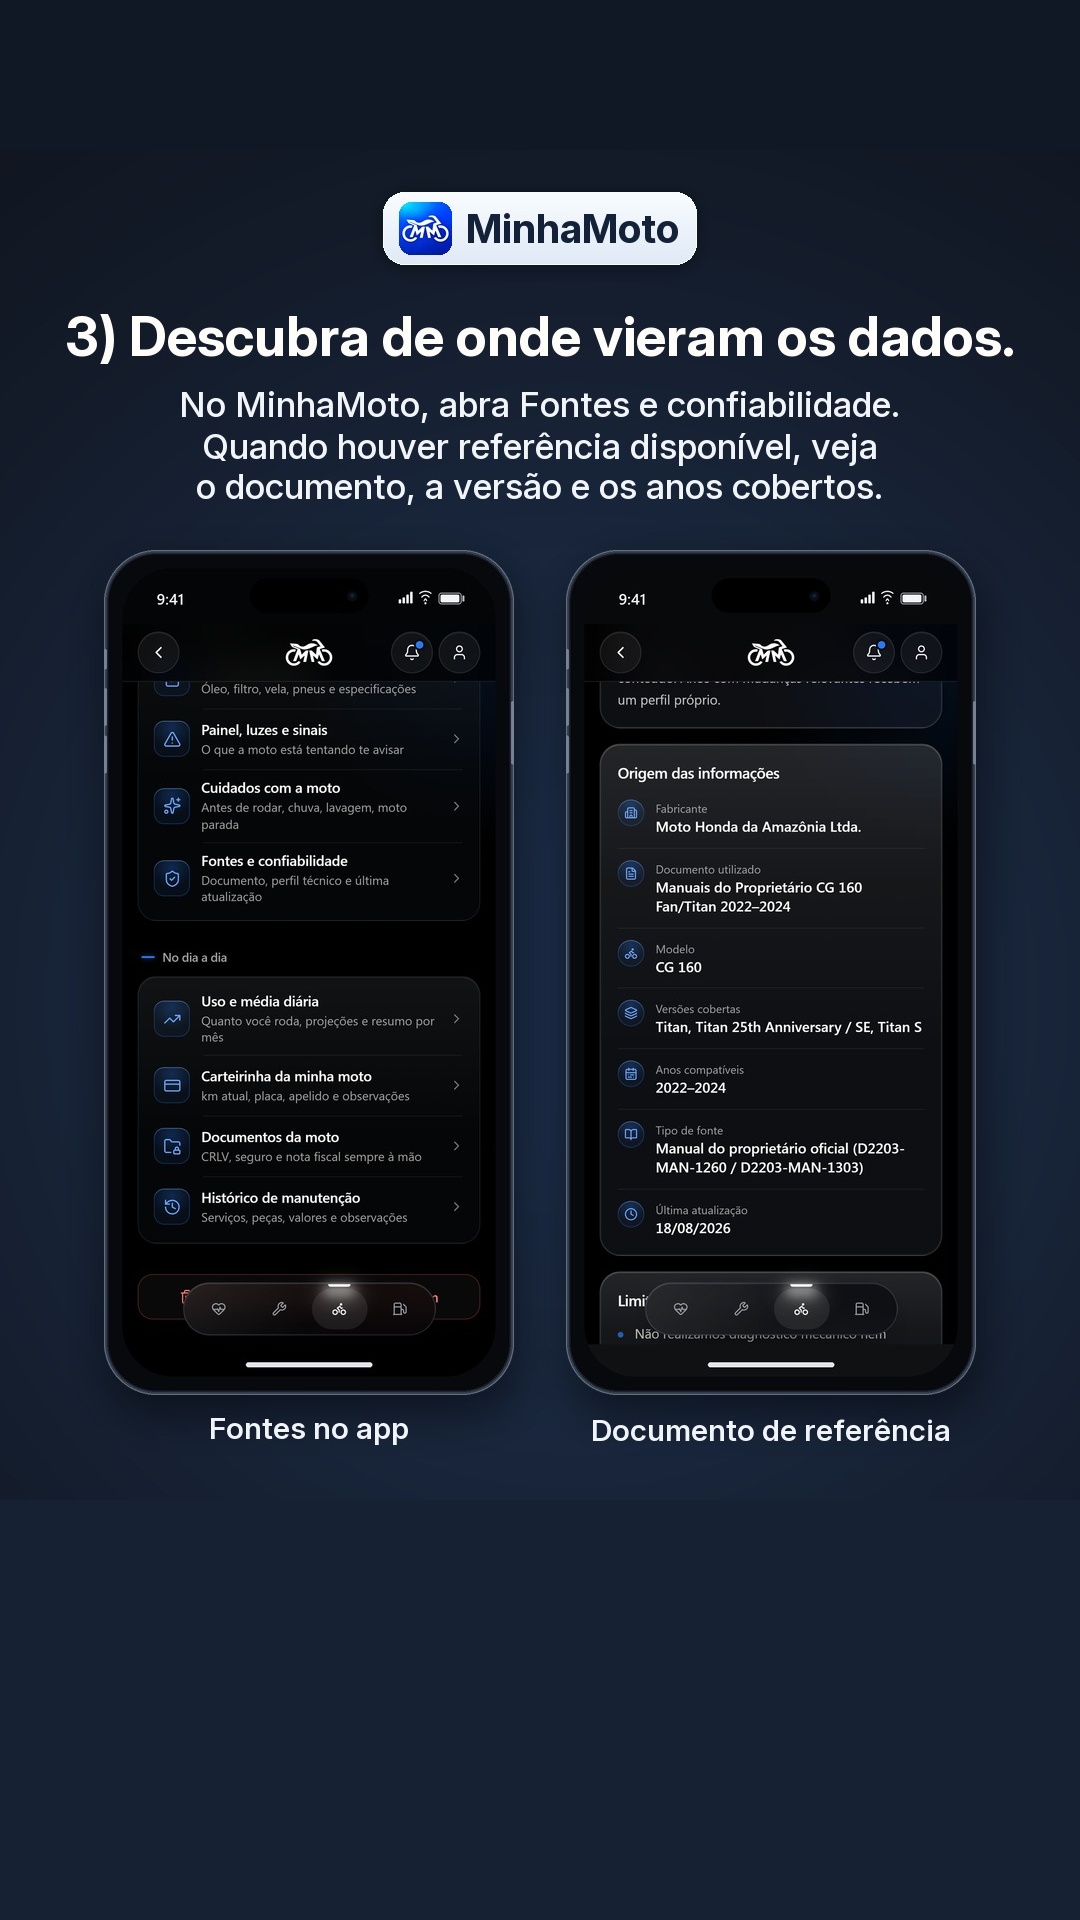 MinhaMoto
3) Descubra de onde vieram os dados.
No MinhaMoto, abra Fontes e confiabilidade.
Quando houver referência disponível, veja
o documento, a versão e os anos cobertos.
9:41
MM
Óleo, filtro, vela, pneus e especificações
Painel, luzes e sinais
O que a moto está tentando te avisar
Cuidados com a moto
Antes de rodar, chuva, lavagem, moto
parada
Fontes e confiabilidade
Documento, perfil técnico e última
atualização
No dia a dia
Uso e média diária
Quanto você roda, projeções e resumo por
mês
Carteirinha da minha moto
km atual, placa, apelido e observações
Documentos da moto
CRLV, seguro e nota fiscal sempre à mão
Histórico de manutenção
Serviços, peças, valores e observações
Fontes no app
9:41
MM
um perfil próprio.
Origem das informações
Fabricante
Moto Honda da Amazônia Ltda.
Documento utilizado
Manuais do Proprietário CG 160
Fan/Titan 2022–2024
Modelo
CG 160
Versões cobertas
Titan, Titan 25th Anniversary / SE, Titan S
Anos compatíveis
2022–2024
Tipo de fonte
Manual do proprietário oficial (D2203-
MAN-1260 / D2203-MAN-1303)
Última atualização
18/08/2026
Não realizamos diagnóstico mecânico nem
Documento de referência